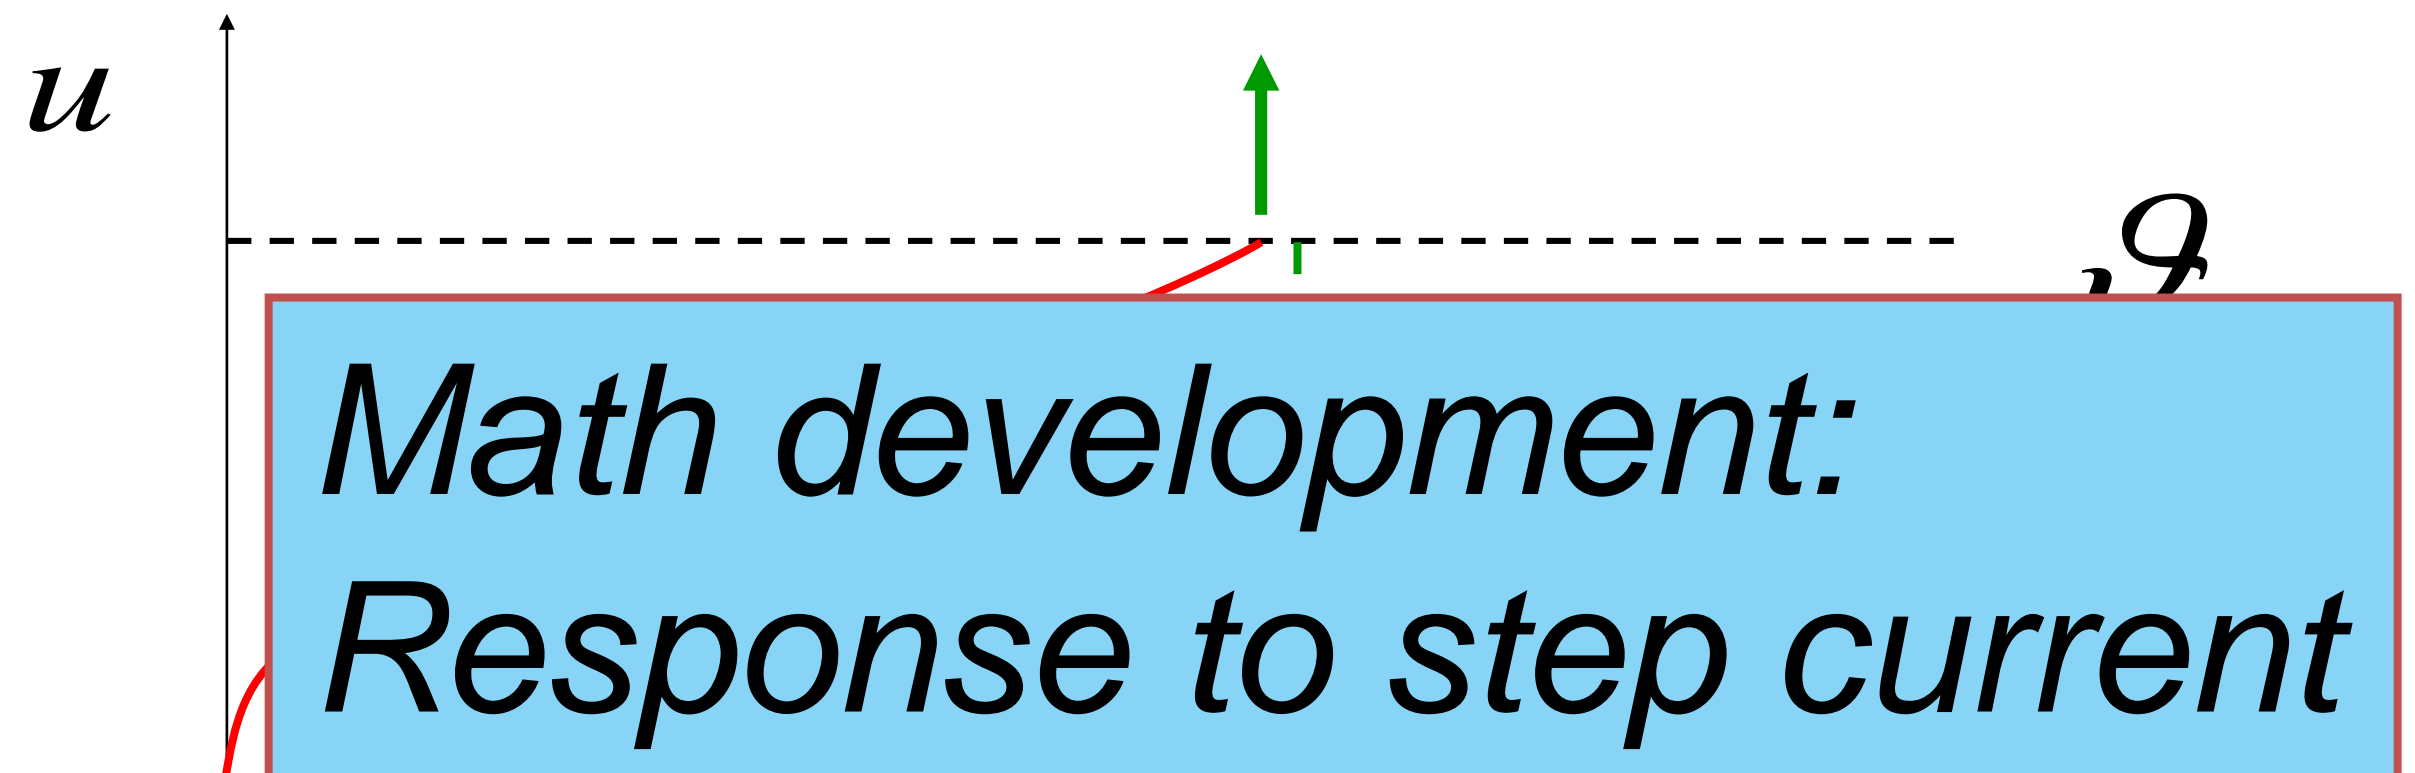 u
ϑ
Math development:
Response to step current